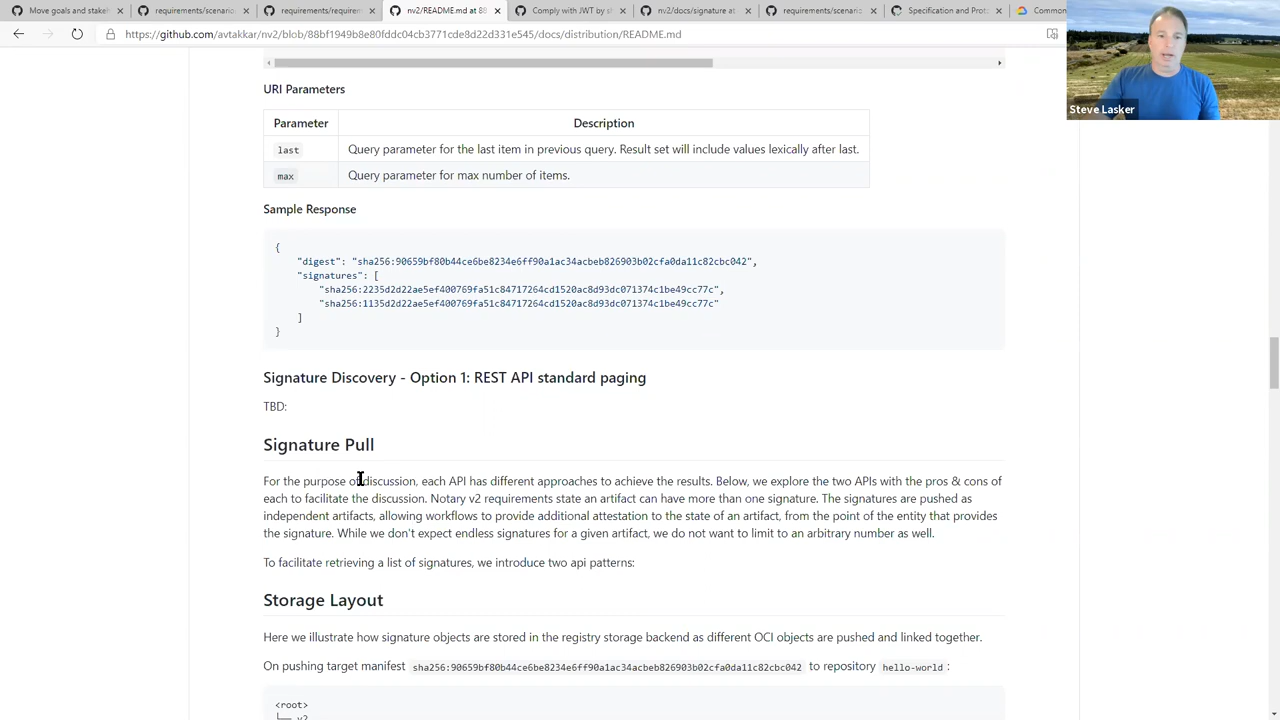 Move goals and stakeh
requirements/scenario
requirements/requirem
nv2/README.md at 88
Comply with JWT by sh
nv2/docs/signature at
requirements/scenario
Specification and Proto
Common
https://github.com/avtakkar/nv2/blob/88bf1949b8e80fddc04cb3771cde8d22d331e545/docs/distribution/README.md
Steve Lasker
URI Parameters
Parameter Description
last Query parameter for the last item in previous query. Result set will include values lexically after last.
max Query parameter for max number of items.
Sample Response
{
"digest": "sha256:90659bf80b44ce6be8234e6ff90a1ac34acbeb826903b02cfa0da11c82cbc042",
"signatures": [
"sha256:2235d2d22ae5ef400769fa51c84717264cd1520ac8d93dc071374c1be49cc77c",
"sha256:1135d2d22ae5ef400769fa51c84717264cd1520ac8d93dc071374c1be49cc77c"
]
}
Signature Discovery - Option 1: REST API standard paging
TBD:
Signature Pull
For the purpose of discussion, each API has different approaches to achieve the results. Below, we explore the two APIs with the pros & cons of
each to facilitate the discussion. Notary v2 requirements state an artifact can have more than one signature. The signatures are pushed as
independent artifacts, allowing workflows to provide additional attestation to the state of an artifact, from the point of the entity that provides
the signature. While we don't expect endless signatures for a given artifact, we do not want to limit to an arbitrary number as well.
To facilitate retrieving a list of signatures, we introduce two api patterns:
Storage Layout
Here we illustrate how signature objects are stored in the registry storage backend as different OCI objects are pushed and linked together.
On pushing target manifest sha256:90659bf80b44ce6be8234e6ff90a1ac34acbeb826903b02cfa0da11c82cbc042 to repository hello-world :
<root>
└── v2